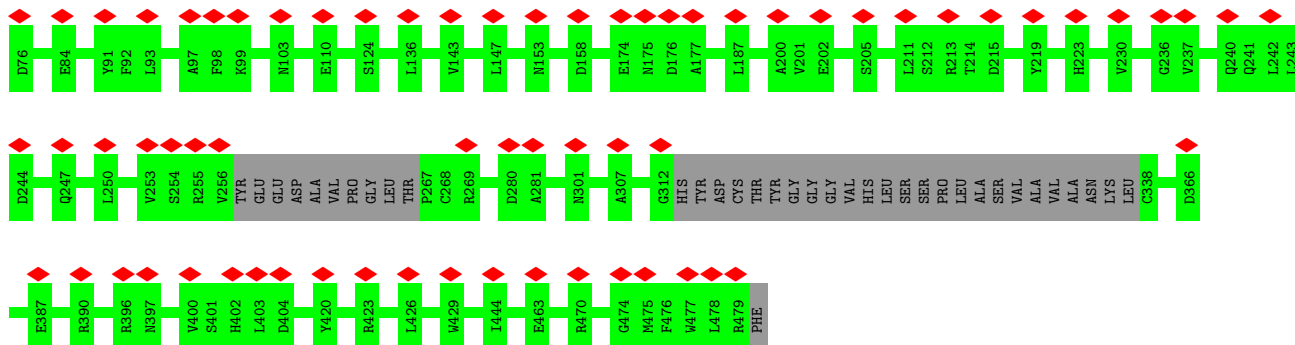 D76 E84 Y91 F92 L93 A97 F98 K99 N103 E110 S124 L136 V143 L147 N153 D158 E174 N175 D176 A177 L187 A200 V201 E202 S205 L211 S212 R213 T214 D215 Y219 H223 V230 G236 V237 Q240 Q241 L242 L243
D244 Q247 L250 V253 S254 R255 V256 TYR GLU GLU ASP ALA VAL PRO GLY LEU THR P267 C268 R269 D280 A281 N301 A307 G312 HIS TYR ASP CYS THR TYR GLY GLY GLY VAL HIS LEU SER SER PRO LEU ALA SER VAL ALA VAL ALA ASN LYS LEU C338 D366
E387 R390 R396 N397 V400 S401 H402 L403 D404 Y420 R423 L426 W429 I444 E463 R470 G474 M475 F476 W477 L478 R479 PHE